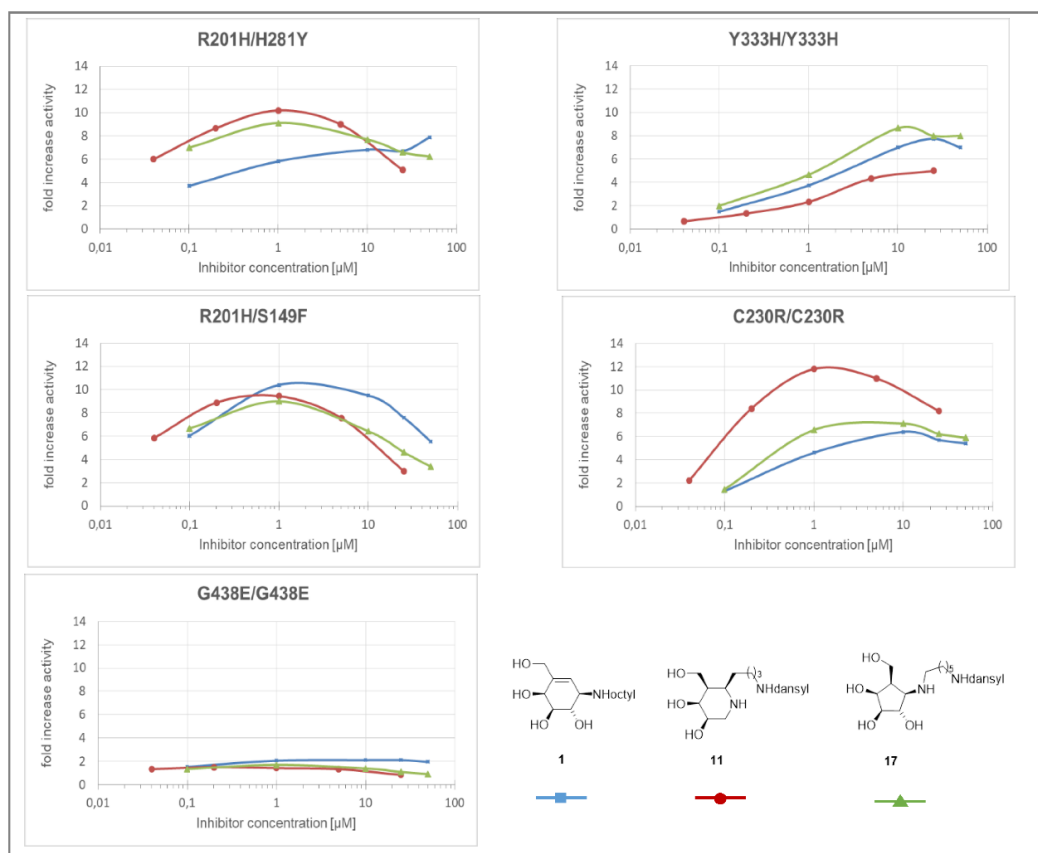 R201H/H281Y
fold increase activity
14
12
10
8
6
4
2
0
0,01
0,1
1
10
100
Inhibitor concentration [µM]
Y333H/Y333H
fold increase activity
14
12
10
8
6
4
2
0
0,01
0,1
1
10
100
Inhibitor concentration [µM]
R201H/S149F
fold increase activity
14
12
10
8
6
4
2
0
0,01
0,1
1
10
100
Inhibitor concentration [µM]
C230R/C230R
fold increase activity
14
12
10
8
6
4
2
0
0,01
0,1
1
10
100
Inhibitor concentration [µM]
G438E/G438E
fold increase activity
14
12
10
8
6
4
2
0
0,01
0,1
1
10
100
Inhibitor concentration [µM]
HO
HO
NHoctyl
HO
OH
1
HO
3
NHdansyl
HO
NH
HO
11
HO
5
NH
NHdansyl
HO
HO
OH
17